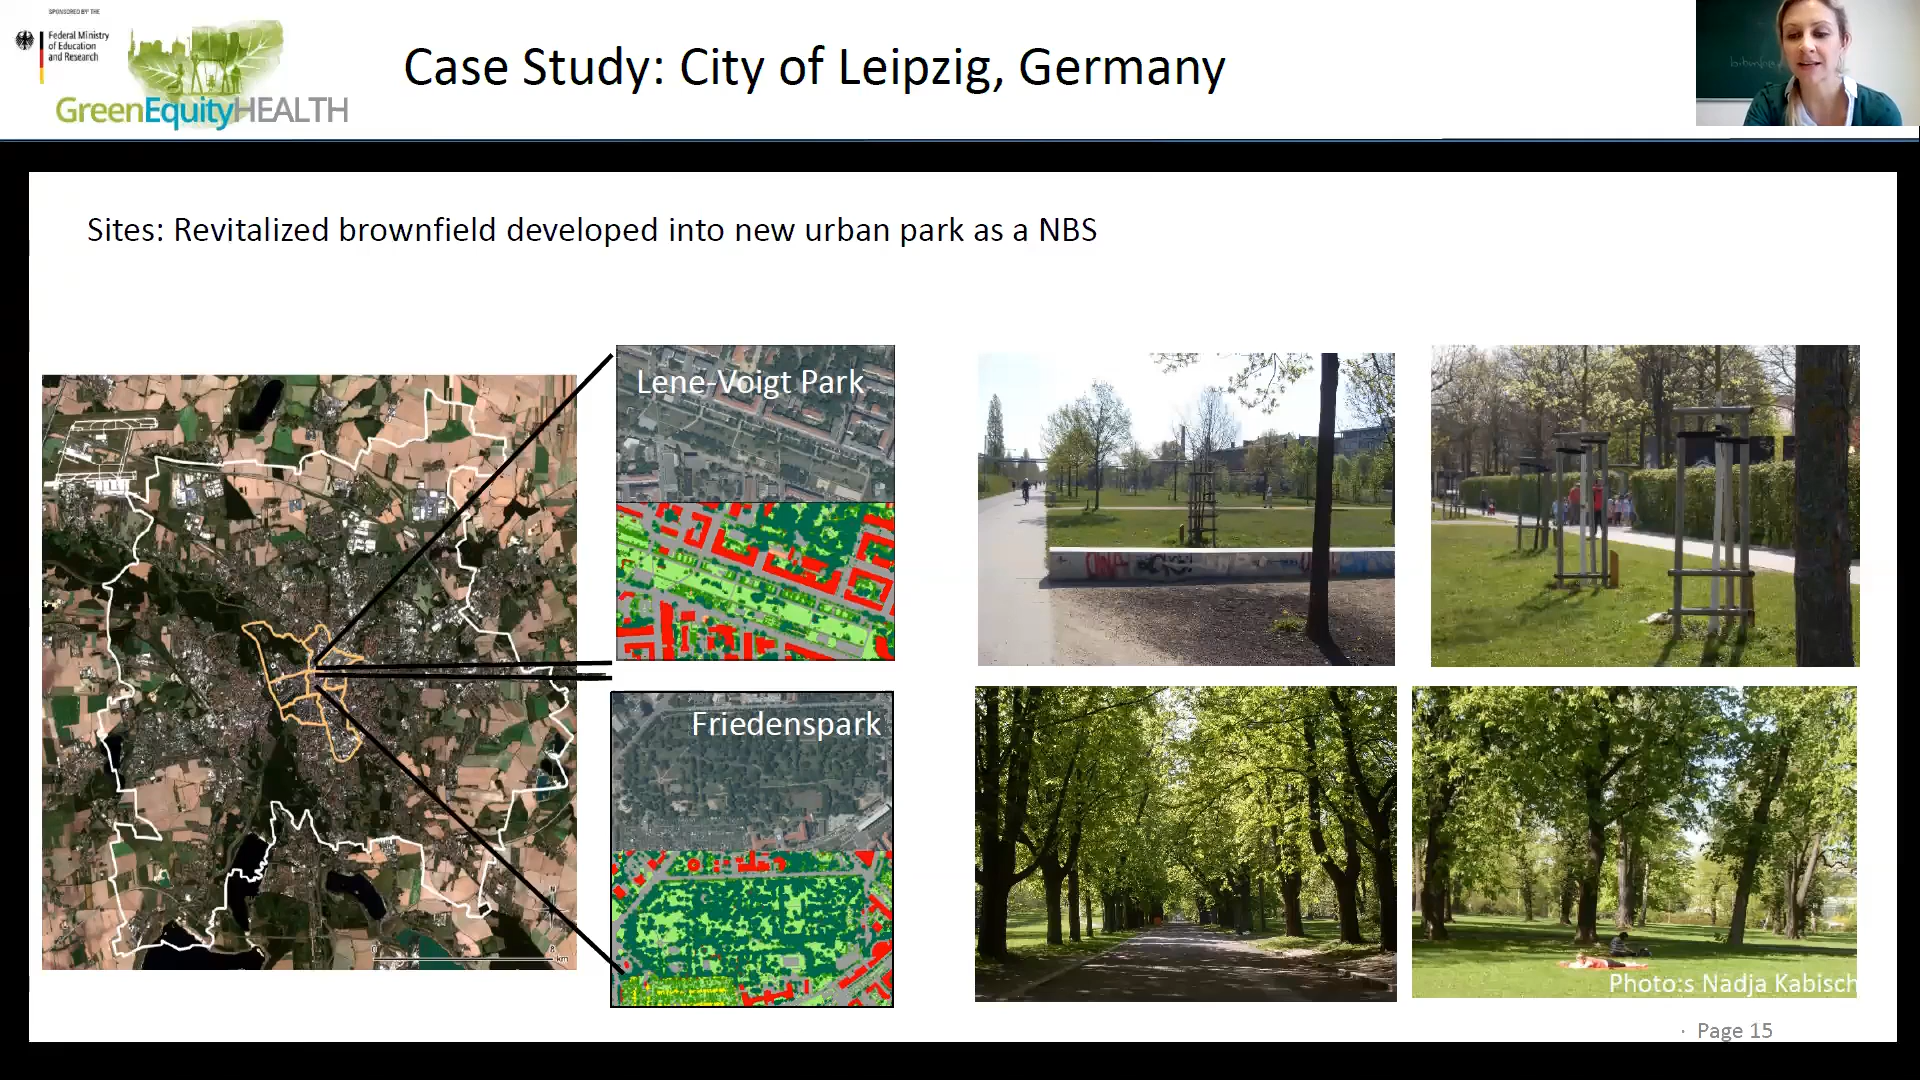 SPONSORED BY THE
Federal Ministry
of Education
and Research
GreenEquityHEALTH
Case Study: City of Leipzig, Germany
Sites: Revitalized brownfield developed into new urban park as a NBS
Lene-Voigt Park
Friedenspark
N
km
Photo:s Nadja Kabisch
· Page 15